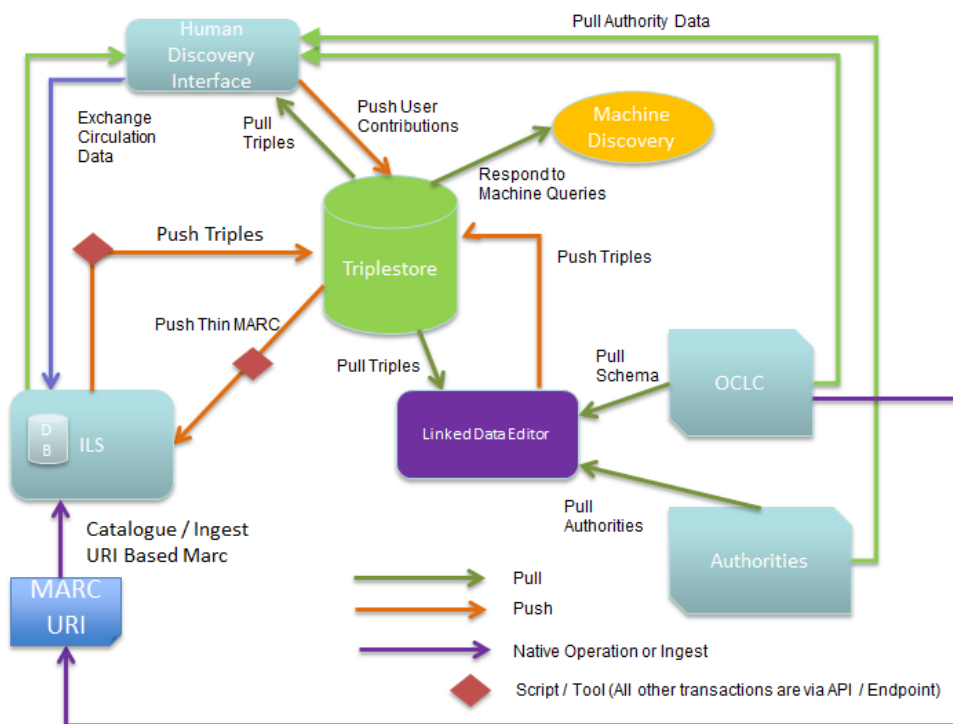 Pull Authority Data
Human
Discovery
Interface
Exchange
Circulation
Data
Pull
Triples
Push User
Contributions
Machine
Discovery
Respond to
Machine Queries
Push Triples
Triplestore
Push Triples
Push Thin MARC
Pull Triples
Pull
Schema
OCLC
D
B
ILS
Linked Data Editor
Pull
Authorities
Authorities
Catalogue / Ingest
URI Based Marc
MARC
URI
Pull
Push
Native Operation or Ingest
Script / Tool (All other transactions are via API / Endpoint)